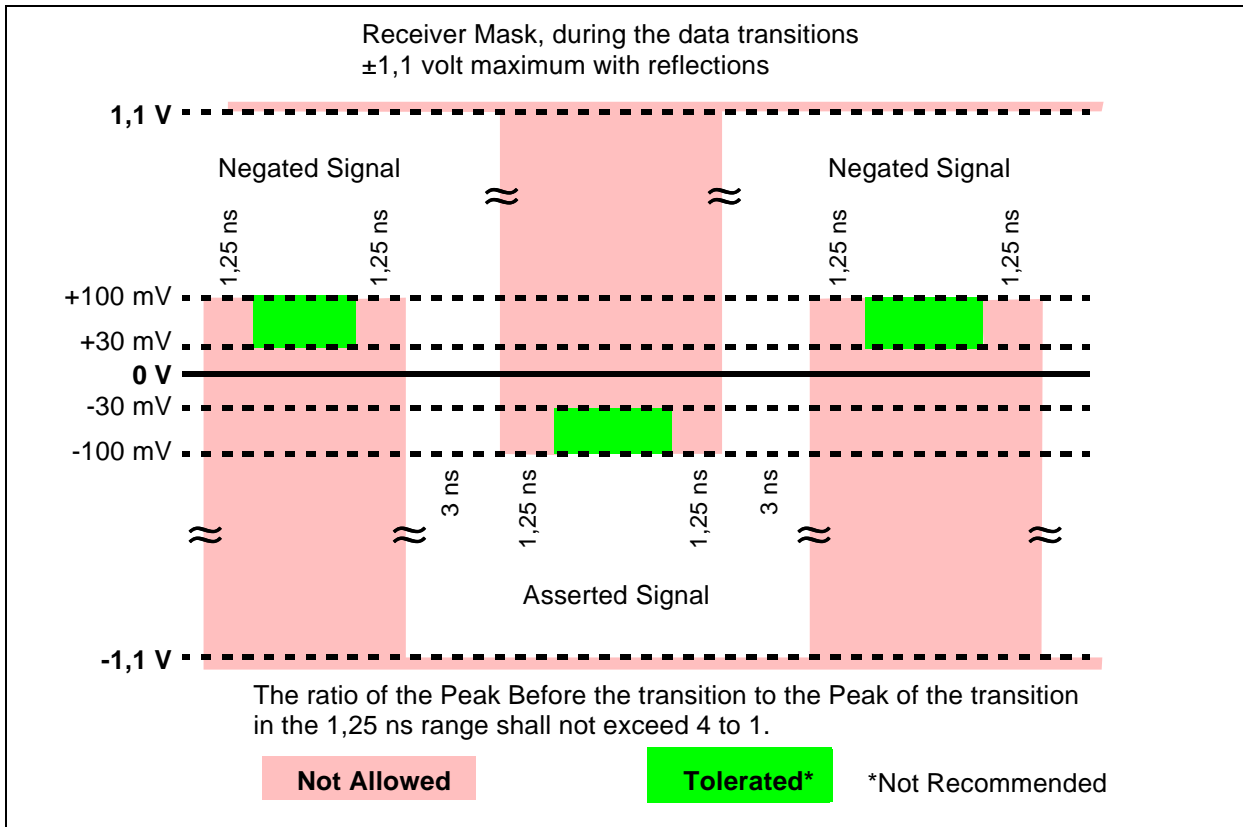 Receiver Mask, during the data transitions
±1,1 volt maximum with reflections
1,1 V
Negated Signal
Negated Signal
1,25 ns
1,25 ns
1,25 ns
1,25 ns
+100 mV
+30 mV
0 V
-30 mV
-100 mV
3 ns
1,25 ns
1,25 ns
3 ns
Asserted Signal
-1,1 V
The ratio of the Peak Before the transition to the Peak of the transition
in the 1,25 ns range shall not exceed 4 to 1.
Not Allowed
Tolerated*
*Not Recommended